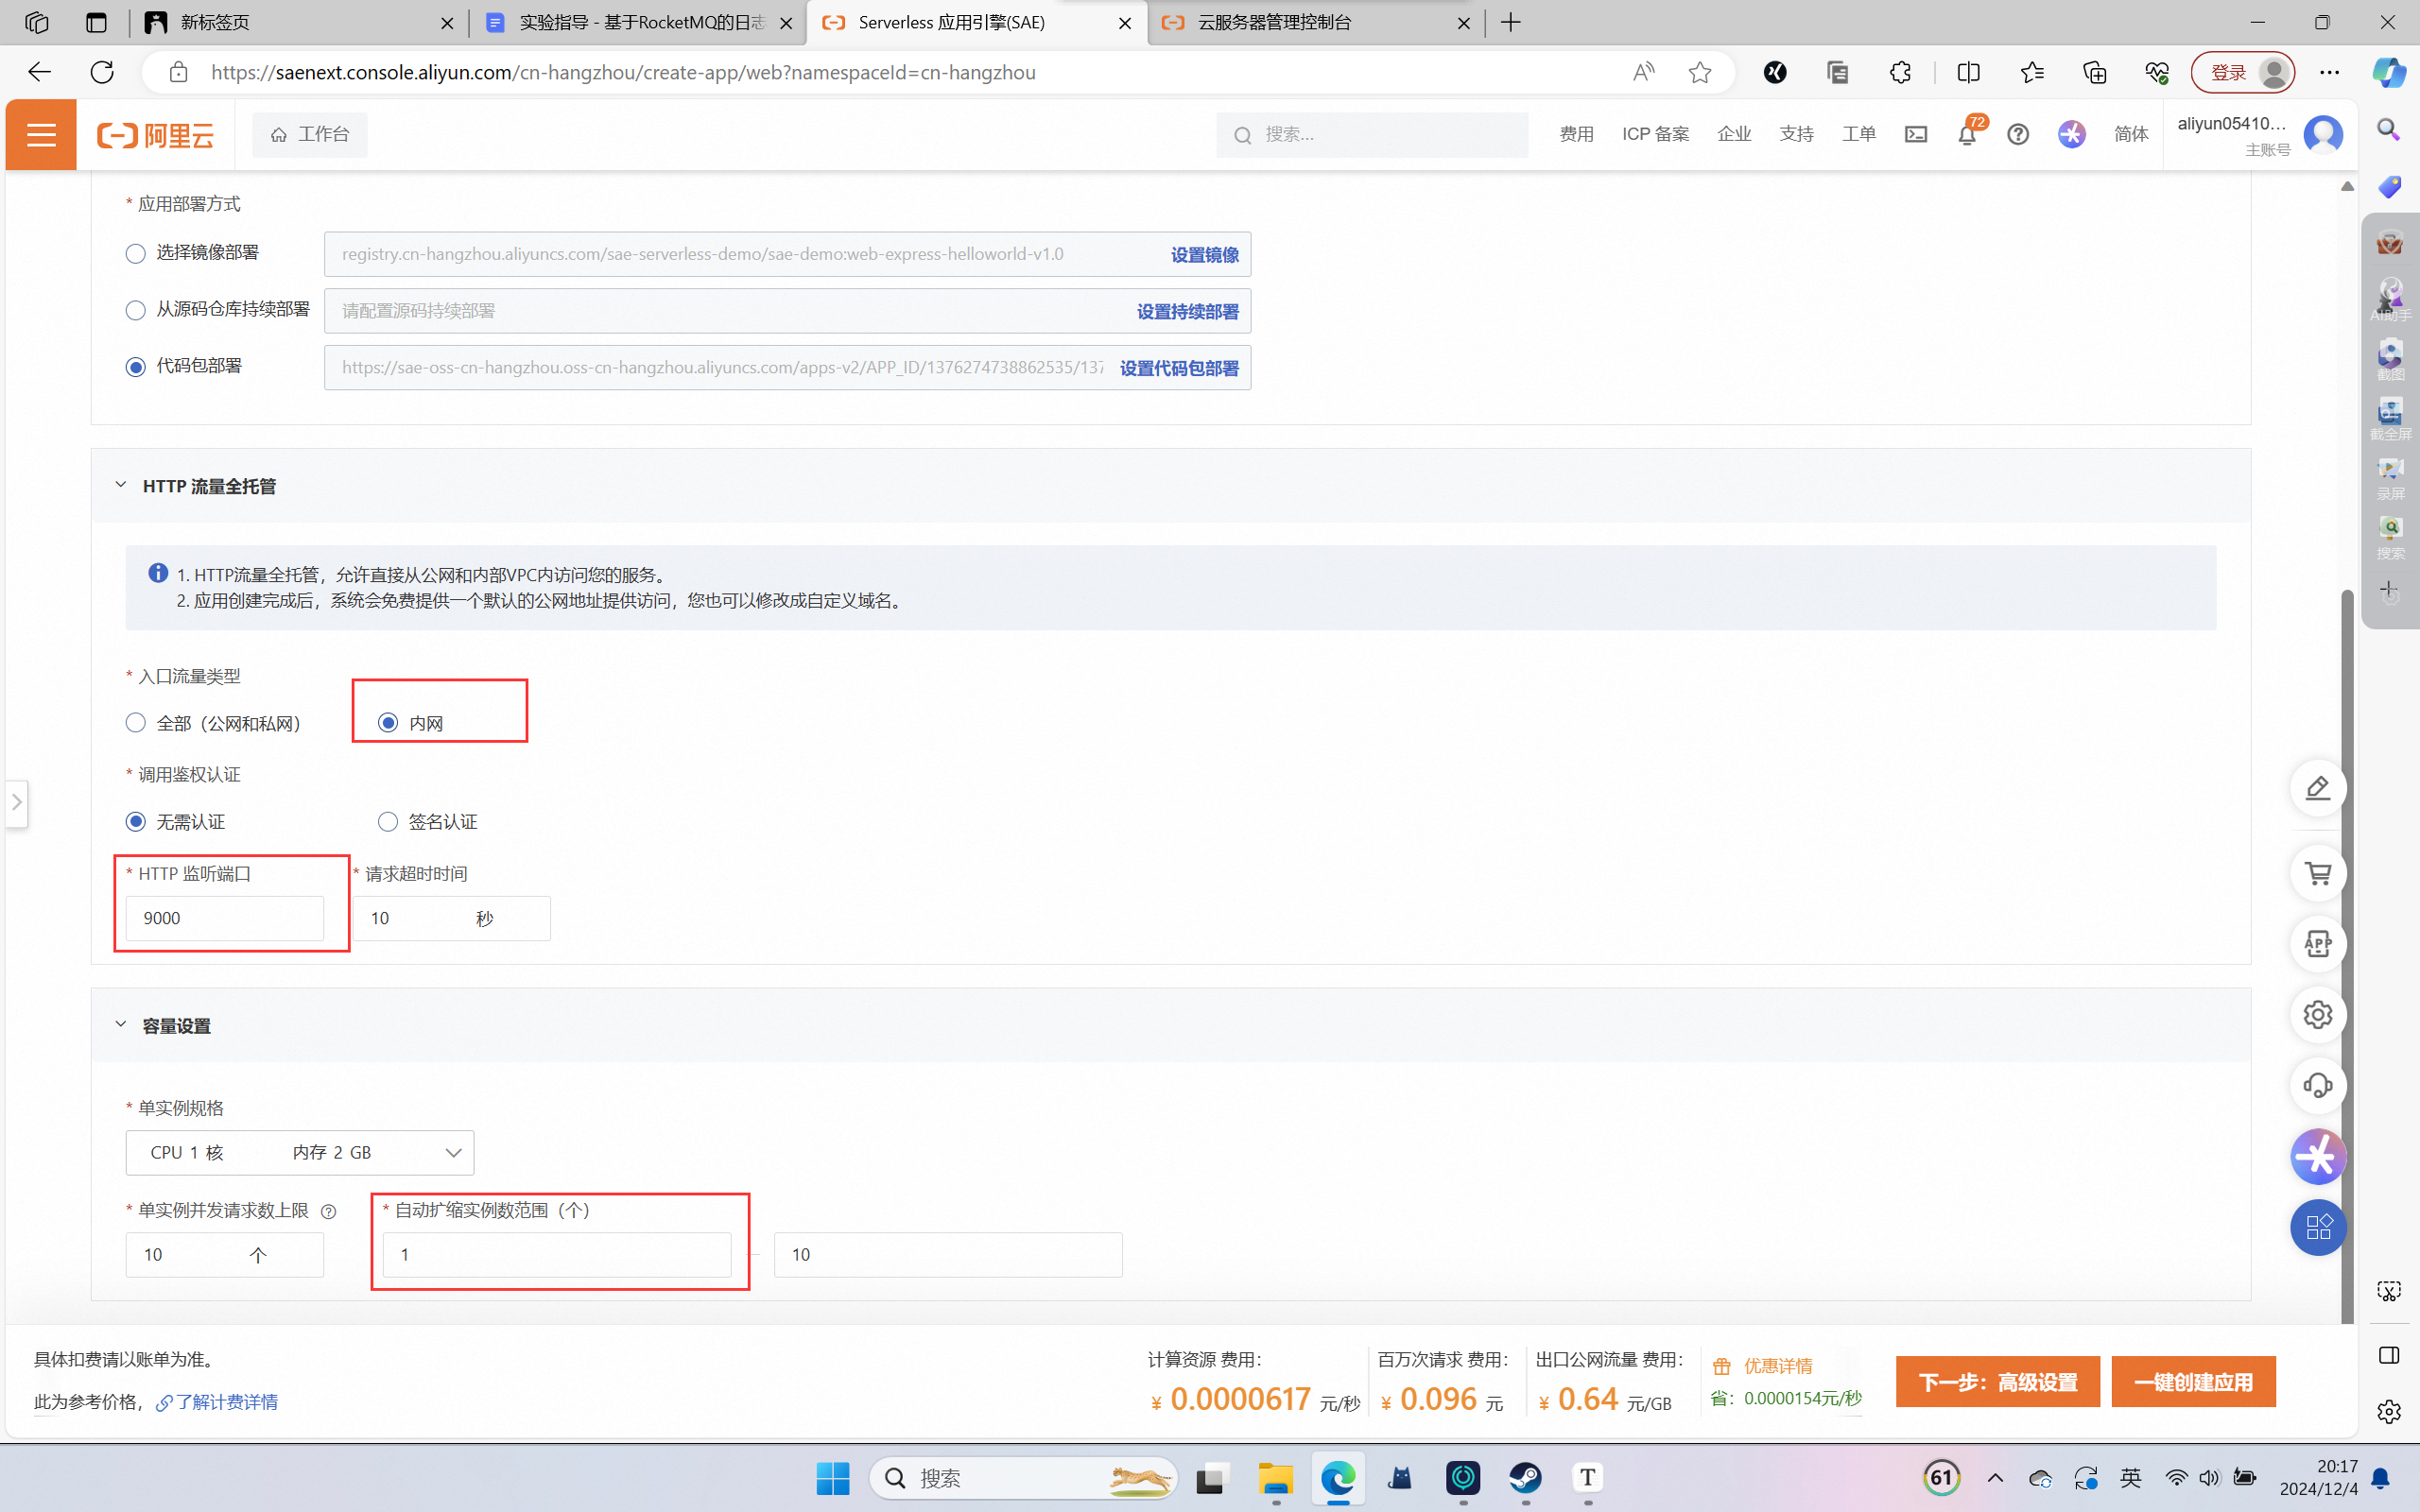 新标签页
实验指导 - 基于RocketMQ的日志
Serverless 应用引擎(SAE)
云服务器管理控制台
https://saenext.console.aliyun.com/cn-hangzhou/create-app/web?namespaceId=cn-hangzhou
登录
阿里云
工作台
搜索...
费用
ICP 备案
企业
支持
工单
72
简体
aliyun05410...
主账号
* 应用部署方式
选择镜像部署
registry.cn-hangzhou.aliyuncs.com/sae-serverless-demo/sae-demo:web-express-helloworld-v1.0
设置镜像
从源码仓库持续部署
请配置源码持续部署
设置持续部署
代码包部署
https://sae-oss-cn-hangzhou.oss-cn-hangzhou.aliyuncs.com/apps-v2/APP_ID/1376274738862535/137
设置代码包部署
HTTP 流量全托管
1. HTTP流量全托管，允许直接从公网和内部VPC内访问您的服务。
2. 应用创建完成后，系统会免费提供一个默认的公网地址提供访问，您也可以修改成自定义域名。
* 入口流量类型
全部（公网和私网）
内网
* 调用鉴权认证
无需认证
签名认证
* HTTP 监听端口
* 请求超时时间
9000
10 秒
容量设置
* 单实例规格
CPU 1 核 内存 2 GB
* 单实例并发请求数上限
* 自动扩缩实例数范围（个）
10 个
1
10
具体扣费请以账单为准。
此为参考价格，
了解计费详情
计算资源 费用：
¥ 0.0000617 元/秒
百万次请求 费用：
¥ 0.096 元
出口公网流量 费用：
¥ 0.64 元/GB
优惠详情
省：0.0000154元/秒
下一步：高级设置
一键创建应用
AI助手
截图
截全屏
录屏
搜索
APP
搜索
T
61
英
20:17
2024/12/4